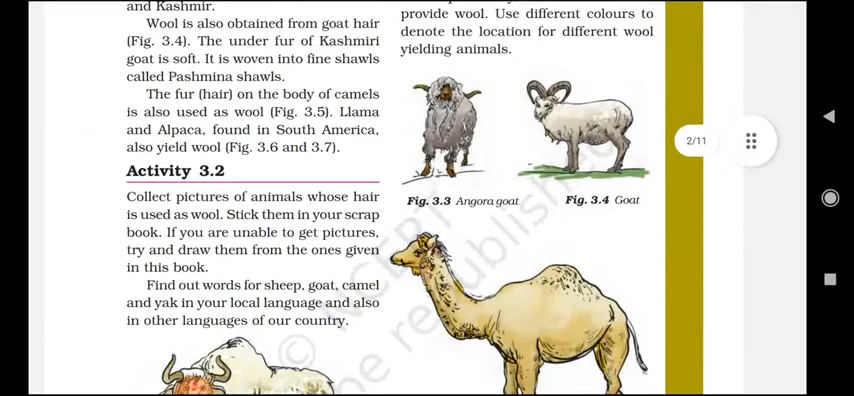 and Kashmir.
Wool is also obtained from goat hair
(Fig. 3.4). The under fur of Kashmiri
goat is soft. It is woven into fine shawls
called Pashmina shawls.
The fur (hair) on the body of camels
is also used as wool (Fig. 3.5). Llama
and Alpaca, found in South America,
also yield wool (Fig. 3.6 and 3.7).
Activity 3.2
Collect pictures of animals whose hair
is used as wool. Stick them in your scrap
book. If you are unable to get pictures,
try and draw them from the ones given
in this book.
Find out words for sheep, goat, camel
and yak in your local language and also
in other languages of our country.
provide wool. Use different colours to
denote the location for different wool
yielding animals.
Fig. 3.3 Angora goat
Fig. 3.4 Goat
2/11
© NCERT
be republished